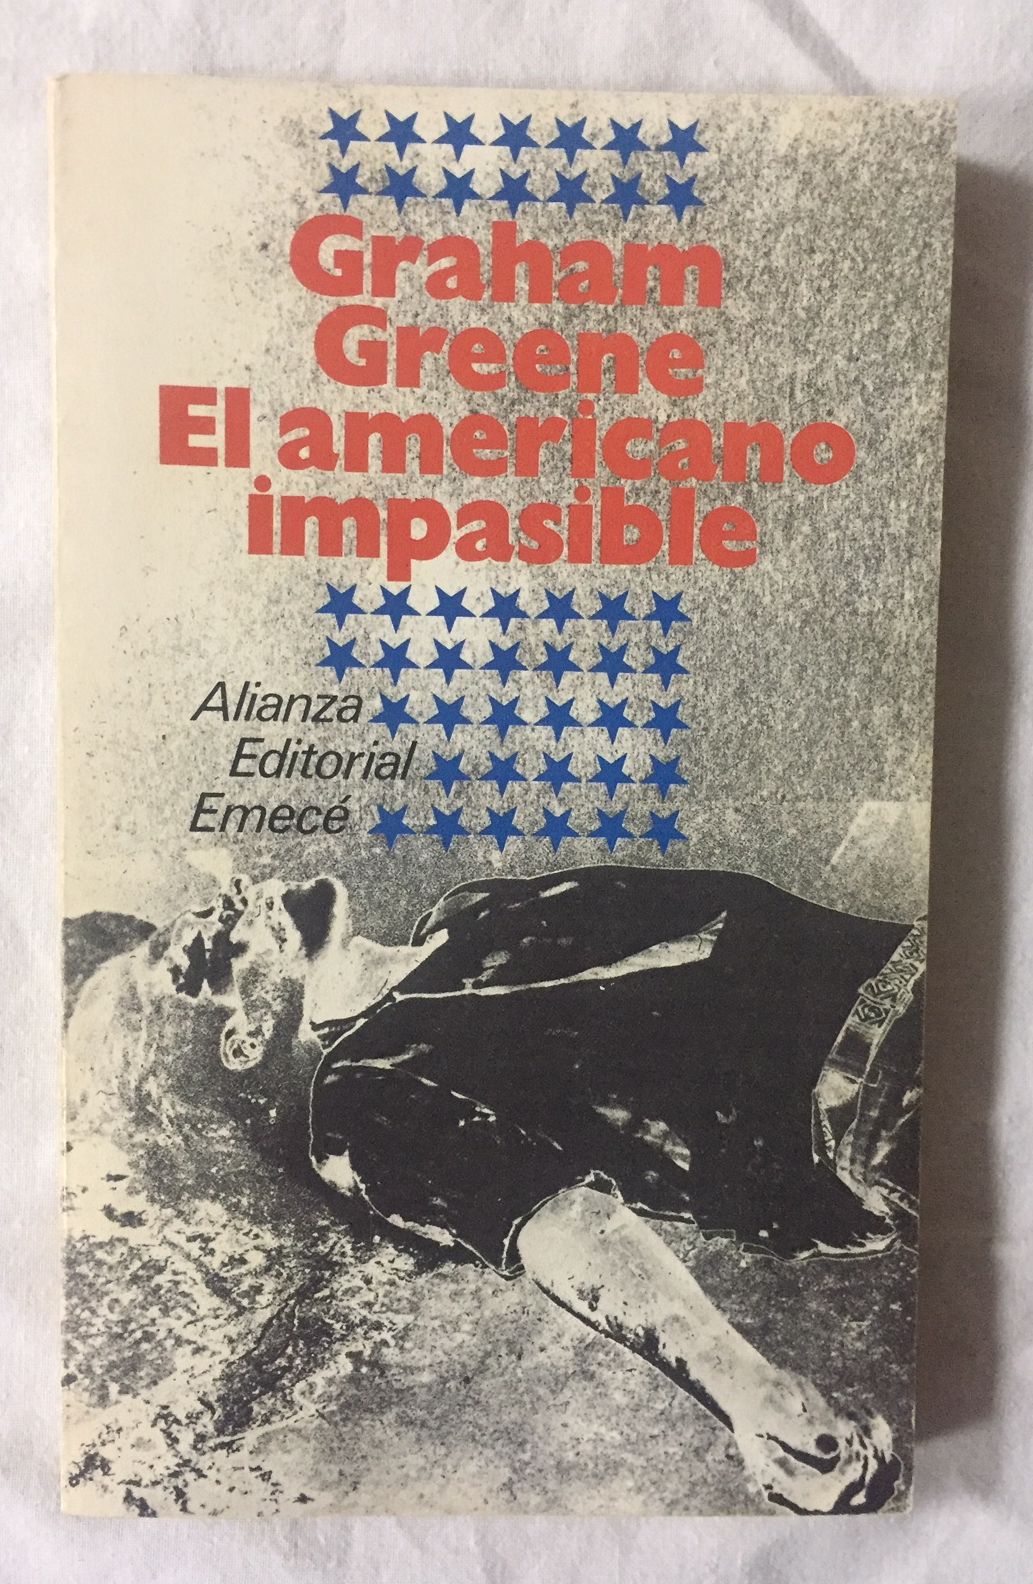 Graham
Greene
El americano
impasible
Alianza
Editorial
Emecé